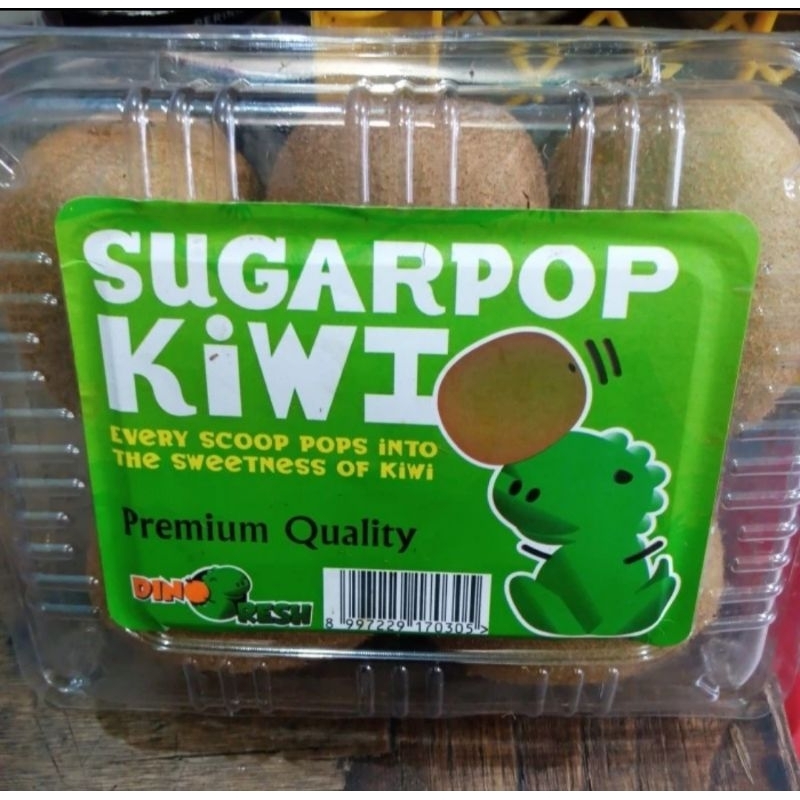 SUGARPOP
KiWI
EVERY SCOOP POPS iNTO
THE SWEETNESS OF KiWi
Premium Quality
DINO FRESH
8 997229 170305 >